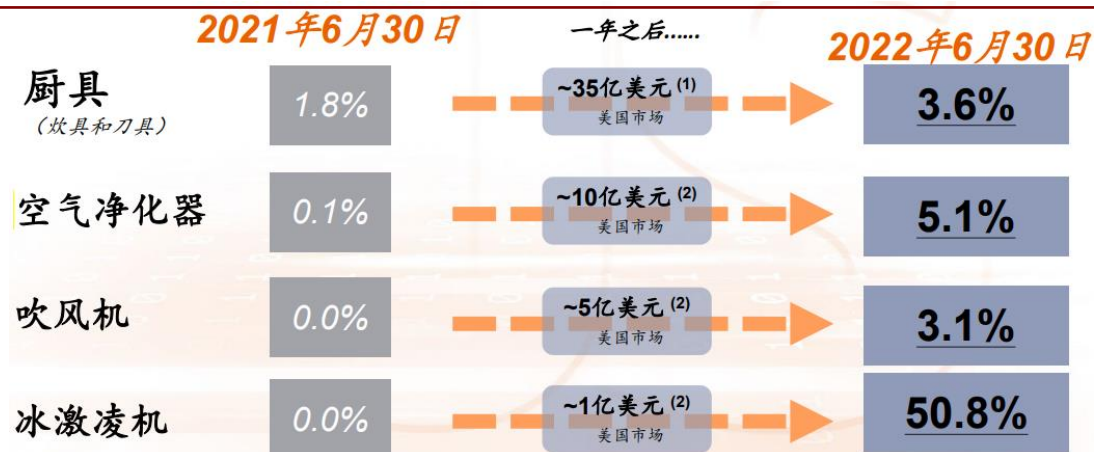 2021年6月30日
一年之后......
2022年6月30日
厨具
（炊具和刀具）
1.8%
~35亿美元 (1)
美国市场
3.6%
空气净化器
0.1%
~10亿美元 (2)
美国市场
5.1%
吹风机
0.0%
~5亿美元 (2)
美国市场
3.1%
冰激凌机
0.0%
~1亿美元 (2)
美国市场
50.8%